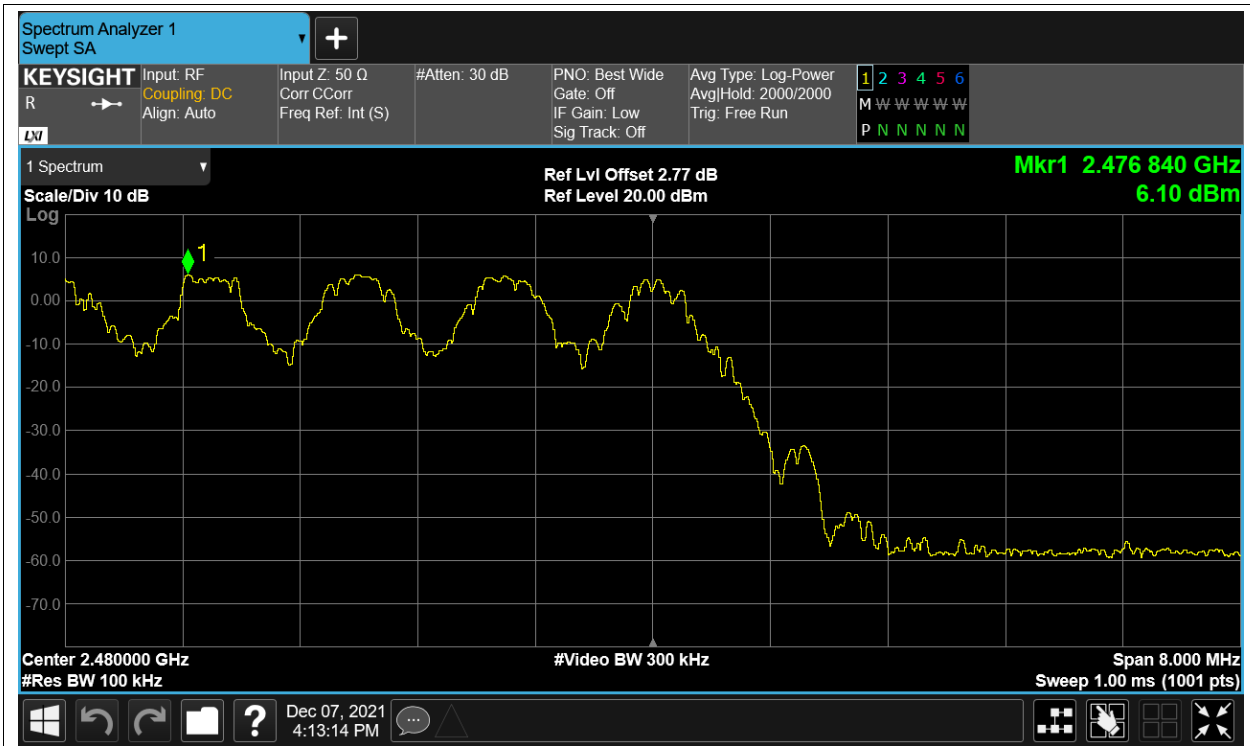 Spectrum Analyzer 1
Swept SA
KEYSIGHT
R
LXI
Input: RF
Coupling: DC
Align: Auto
Input Z: 50 Ω
Corr CCorr
Freq Ref: Int (S)
#Atten: 30 dB
PNO: Best Wide
Gate: Off
IF Gain: Low
Sig Track: Off
Avg Type: Log-Power
Avg|Hold: 2000/2000
Trig: Free Run
1 2 3 4 5 6
M W W W W W
P N N N N N
1 Spectrum
Scale/Div 10 dB
Log
Ref Lvl Offset 2.77 dB
Ref Level 20.00 dBm
Mkr1 2.476 840 GHz
6.10 dBm
1
10.0
0.00
-10.0
-20.0
-30.0
-40.0
-50.0
-60.0
-70.0
Center 2.480000 GHz
#Res BW 100 kHz
#Video BW 300 kHz
Span 8.000 MHz
Sweep 1.00 ms (1001 pts)
?
Dec 07, 2021
4:13:14 PM